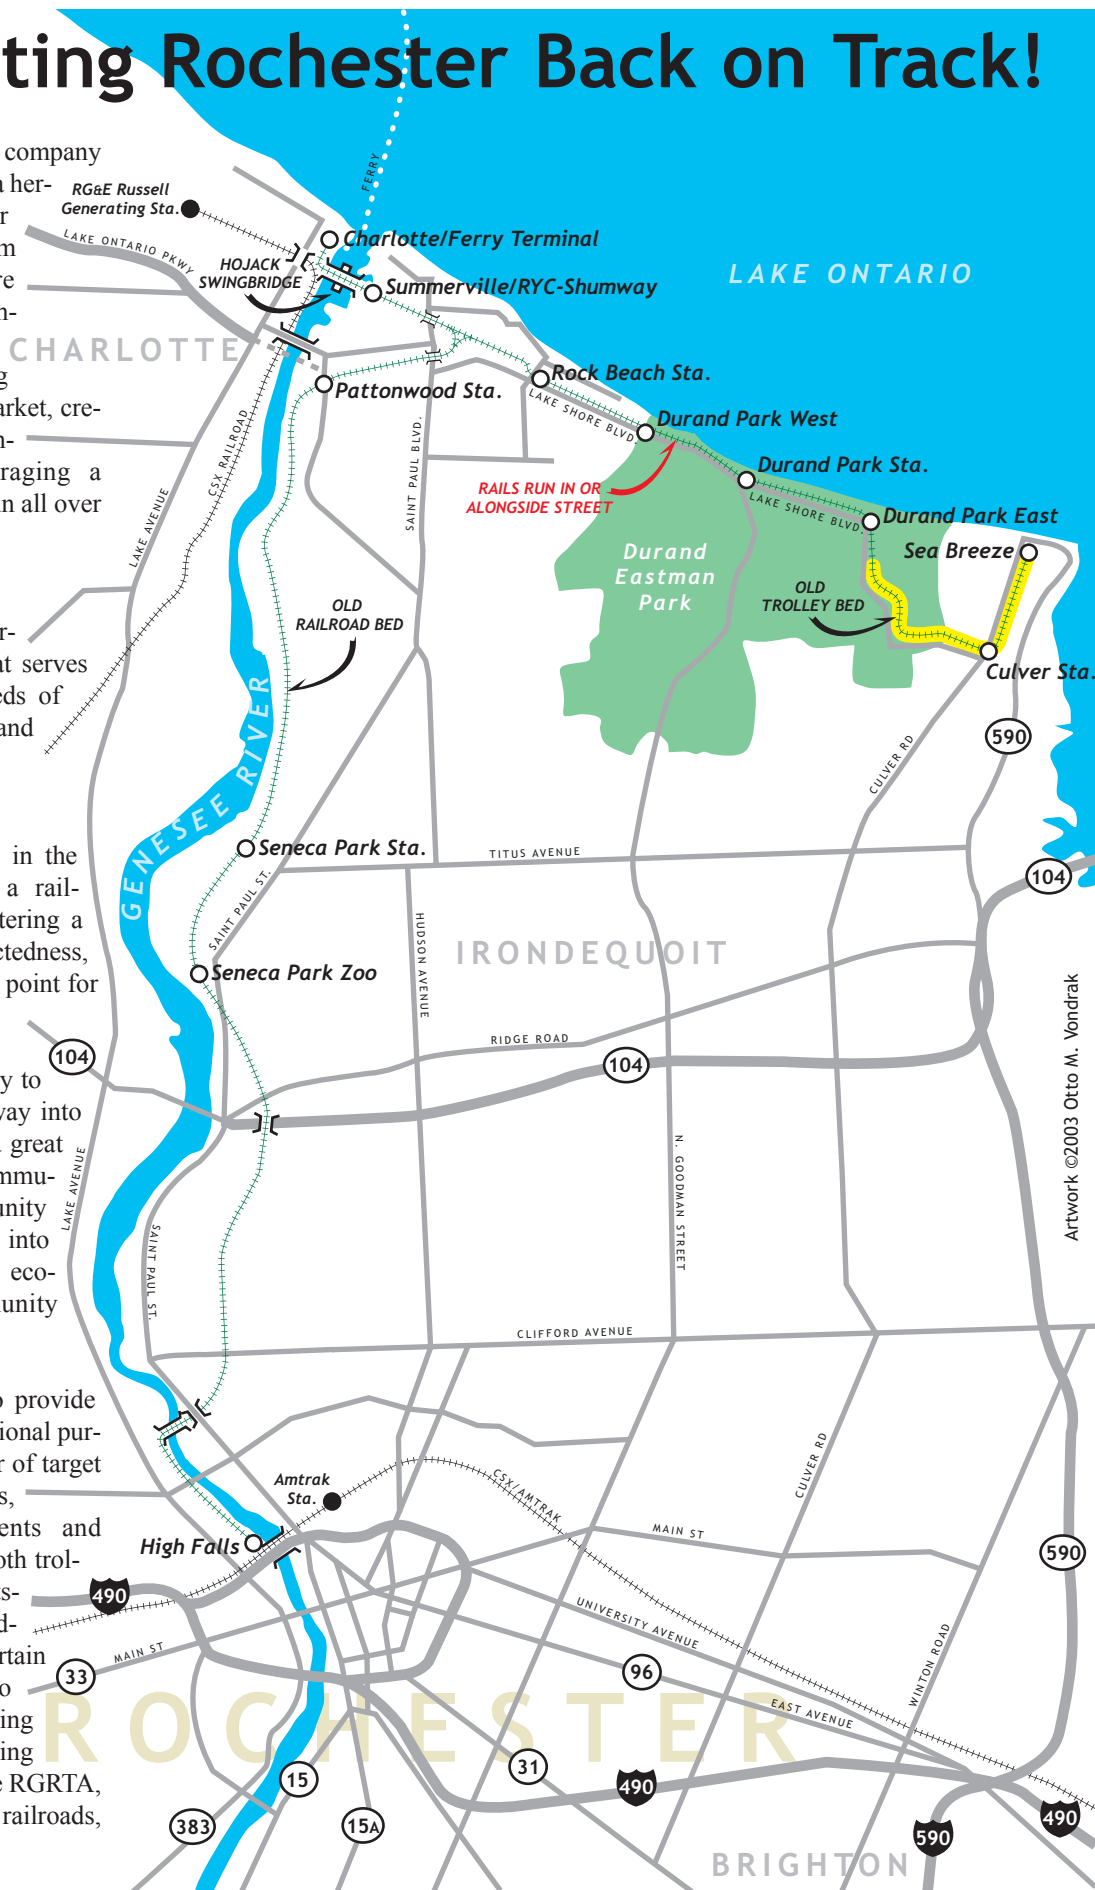 ting Rochester Back on Track!
company
a her-
r
m
re
n-
g
arket, cre-
n-
raging a
n all over
r-
at serves
eds of
and
in the
a rail-
tering a
ctedness,
point for
y to
way into
a great
mmu-
unity
into
eco-
unity
o provide
ional pur-
r of target
s,
ents and
oth trol-
ts-
d-
rtain
o
ing
ing
e RGRTA,
railroads,
FERRY
RG&E Russell
Generating Sta.
LAKE ONTARIO PKWY
Charlotte/Ferry Terminal
HOJACK
SWINGBRIDGE
Summerville/RYC-Shumway
LAKE ONTARIO
CHARLOTTE
Pattonwood Sta.
Rock Beach Sta.
LAKE SHORE BLVD.
Durand Park West
CSX RAILROAD
SAINT PAUL BLVD.
RAILS RUN IN OR
ALONGSIDE STREET
Durand Park Sta.
LAKE SHORE BLVD.
Durand Park East
LAKE AVENUE
Sea Breeze
Durand
Eastman
Park
OLD
TROLLEY BED
OLD
RAILROAD BED
Culver Sta.
GENESEE RIVER
590
CULVER RD
Seneca Park Sta.
TITUS AVENUE
104
SAINT PAUL ST.
HUDSON AVENUE
IRONDEQUOIT
Seneca Park Zoo
RIDGE ROAD
104
104
Artwork ©2003 Otto M. Vondrak
LAKE AVENUE
N. GOODMAN STREET
SAINT PAUL ST.
CLIFFORD AVENUE
Amtrak
Sta.
CSX/AMTRAK
CULVER RD
High Falls
MAIN ST
590
490
UNIVERSITY AVENUE
MAIN ST
33
96
WINTON ROAD
EAST AVENUE
ROCHESTER
15
31
490
383
15A
590
490
BRIGHTON